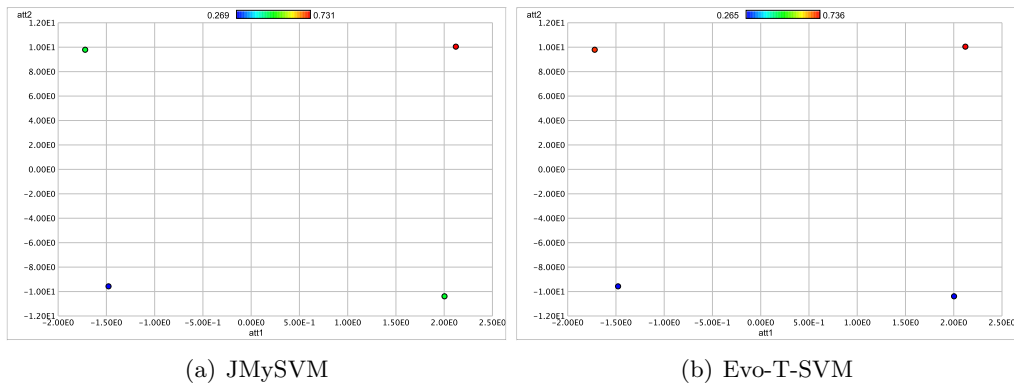 att2
0.269 0.731
1.20E1
1.00E1
8.00E0
6.00E0
4.00E0
2.00E0
0.00E0
−2.00E0
−4.00E0
−6.00E0
−8.00E0
−1.00E1
−1.20E1
−2.00E0 −1.50E0 −1.00E0 −5.00E−1 0.00E0 5.00E−1 1.00E0 1.50E0 2.00E0 2.50E0
att1
(a) JMySVM
att2
0.265 0.736
1.20E1
1.00E1
8.00E0
6.00E0
4.00E0
2.00E0
0.00E0
−2.00E0
−4.00E0
−6.00E0
−8.00E0
−1.00E1
−1.20E1
−2.00E0 −1.50E0 −1.00E0 −5.00E−1 0.00E0 5.00E−1 1.00E0 1.50E0 2.00E0 2.50E
att1
(b) Evo-T-SVM